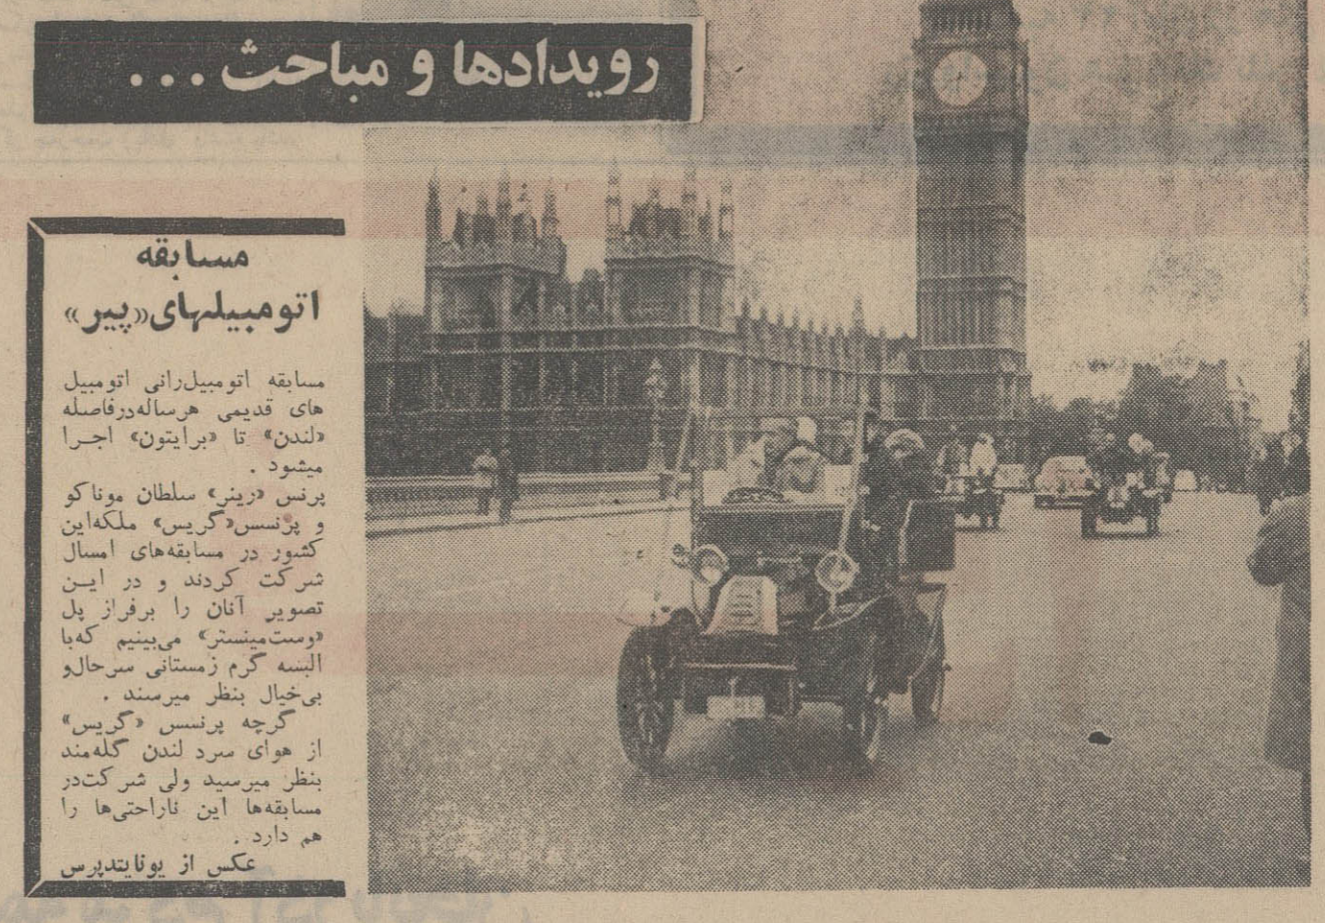 رویدادها و مباحث ...
مسابقه
اتومبیلهای «پیر»
مسابقه اتومبیل‌رانی اتومبیل
های قدیمی هرساله‌درفاصله
«لندن» تا «برایتون» اجرا
میشود .
پرنس «رینر» سلطان موناکو
و پرنسس«گریس» ملکه‌این
کشور در مسابقه‌های امسال
شرکت کردند و در این
تصویر آنان را برفراز پل
«وست‌مینستر» می‌بینیم که‌با
البسه گرم زمستانی سرحال‌و
بی‌خیال بنظر میرسند .
گرچه پرنسس «گریس»
از هوای سرد لندن گله‌مند
بنظر میرسید ولی شرکت‌در
مسابقه‌ها این ناراحتی‌ها را
هم دارد .
عکس از یونایتدپرس